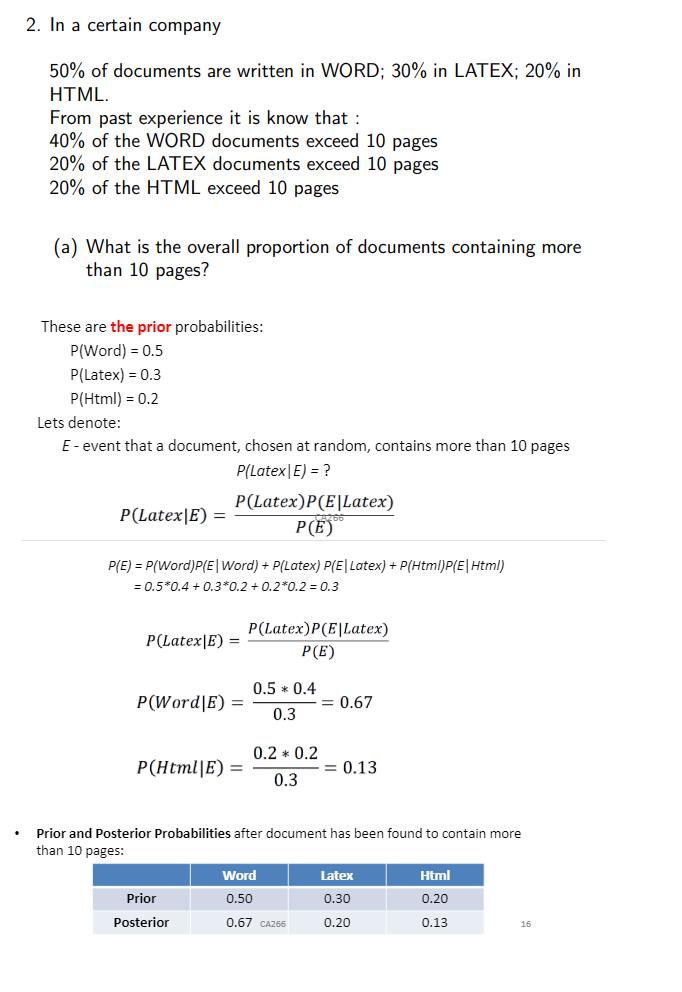 2. In a certain company
50% of documents are written in WORD; 30% in LATEX; 20% in
HTML.
From past experience it is know that :
40% of the WORD documents exceed 10 pages
20% of the LATEX documents exceed 10 pages
20% of the HTML exceed 10 pages
(a) What is the overall proportion of documents containing more
than 10 pages?
These are the prior probabilities:
P(Word) = 0.5
P(Latex) = 0.3
P(Html) = 0.2
Lets denote:
E - event that a document, chosen at random, contains more than 10 pages
P(Latex|E) = ?
P(Latex|E) = P(Latex)P(E|Latex) / P(E)
CA266
P(E) = P(Word)P(E|Word) + P(Latex) P(E|Latex) + P(Html)P(E|Html)
= 0.5*0.4 + 0.3*0.2 + 0.2*0.2 = 0.3
P(Latex|E) = P(Latex)P(E|Latex) / P(E)
P(Word|E) = 0.5 * 0.4 / 0.3 = 0.67
P(Html|E) = 0.2 * 0.2 / 0.3 = 0.13
• Prior and Posterior Probabilities after document has been found to contain more
than 10 pages:
Word Latex Html
Prior 0.50 0.30 0.20
Posterior 0.67 CA266 0.20 0.13
16